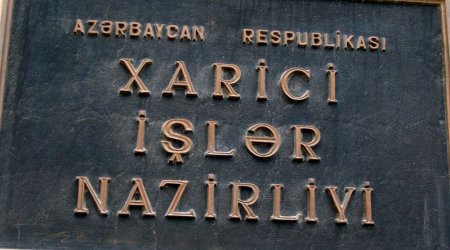 AZƏRBAYCAN RESPUBLİKASI
XARİCİ
İŞLƏR
NAZİRLİYİ